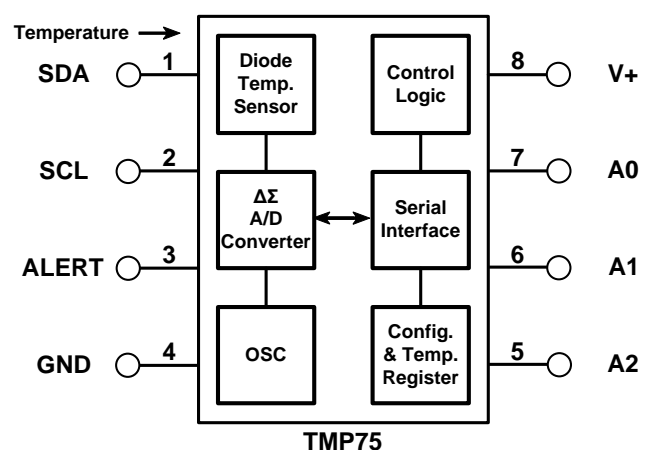 Temperature
SDA
1
SCL
2
ALERT
3
GND
4
Diode
Temp.
Sensor
ΔΣ
A/D
Converter
OSC
Control
Logic
Serial
Interface
Config.
& Temp.
Register
8
V+
7
A0
6
A1
5
A2
TMP75